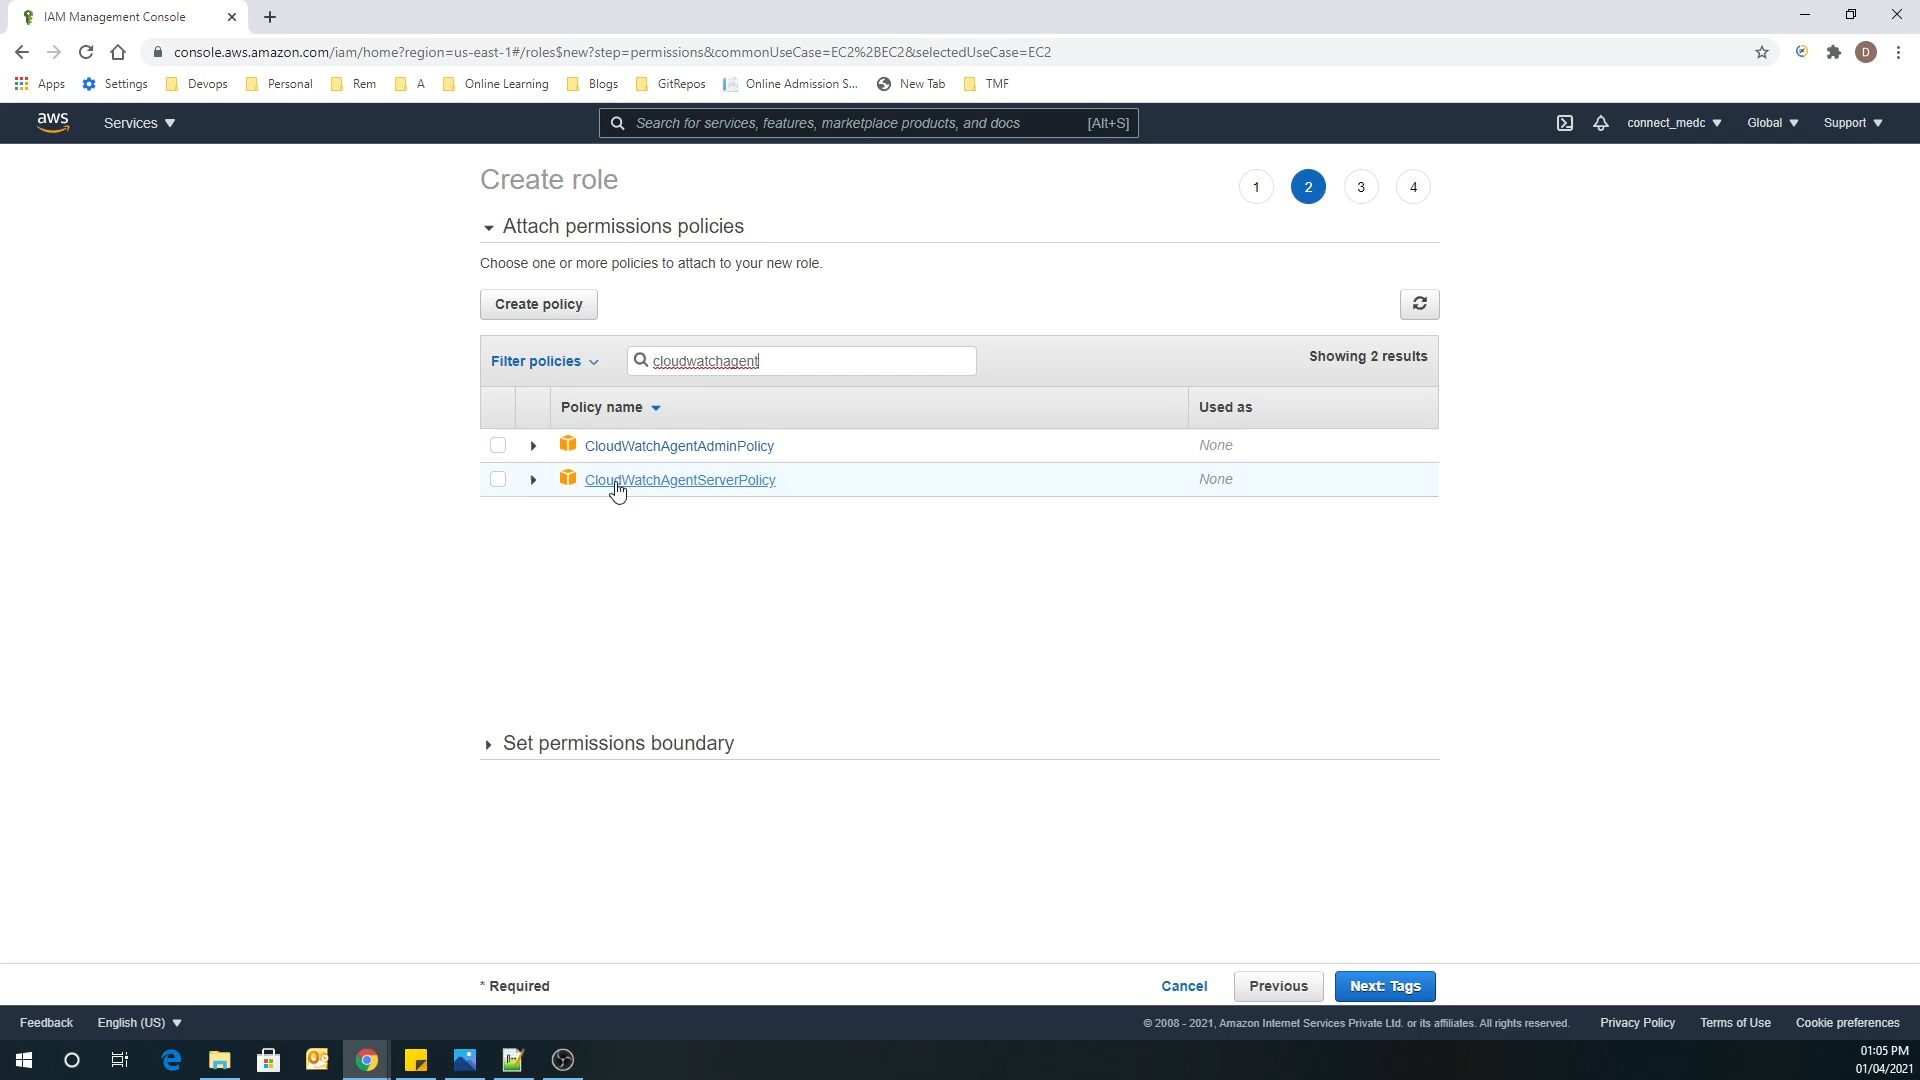 IAM Management Console
console.aws.amazon.com/iam/home?region=us-east-1#/roles$new?step=permissions&commonUseCase=EC2%2BEC2&selectedUseCase=EC2
D
Apps Settings Devops Personal Rem A Online Learning Blogs GitRepos Online Admission S... New Tab TMF
aws Services Search for services, features, marketplace products, and docs [Alt+S] connect_medc Global Support
Create role
1 2 3 4
Attach permissions policies
Choose one or more policies to attach to your new role.
Create policy
Filter policies cloudwatchagent Showing 2 results
Policy name Used as
CloudWatchAgentAdminPolicy None
CloudWatchAgentServerPolicy None
Set permissions boundary
* Required Cancel Previous Next: Tags
Feedback English (US) © 2008 - 2021, Amazon Internet Services Private Ltd. or its affiliates. All rights reserved. Privacy Policy Terms of Use Cookie preferences
01:05 PM
01/04/2021